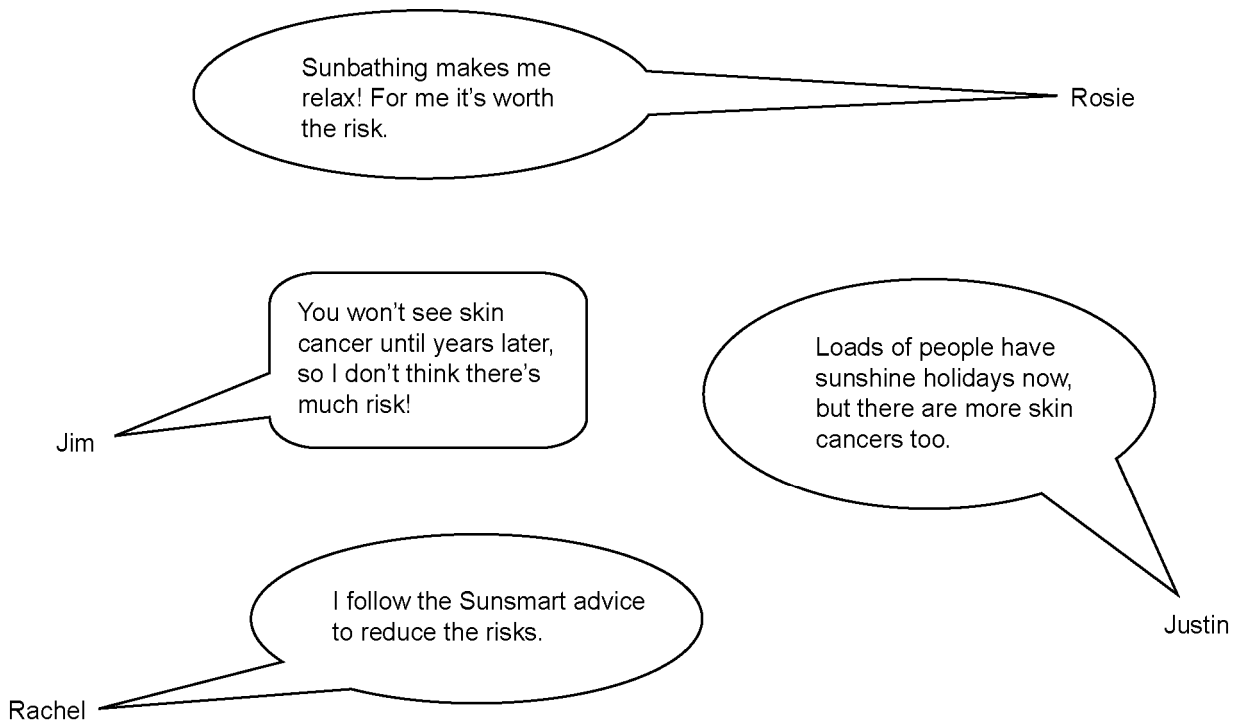 Sunbathing makes me
relax! For me it's worth
the risk.
Rosie
You won't see skin
cancer until years later,
so I don't think there's
much risk!
Jim
Loads of people have
sunshine holidays now,
but there are more skin
cancers too.
Justin
I follow the Sunsmart advice
to reduce the risks.
Rachel